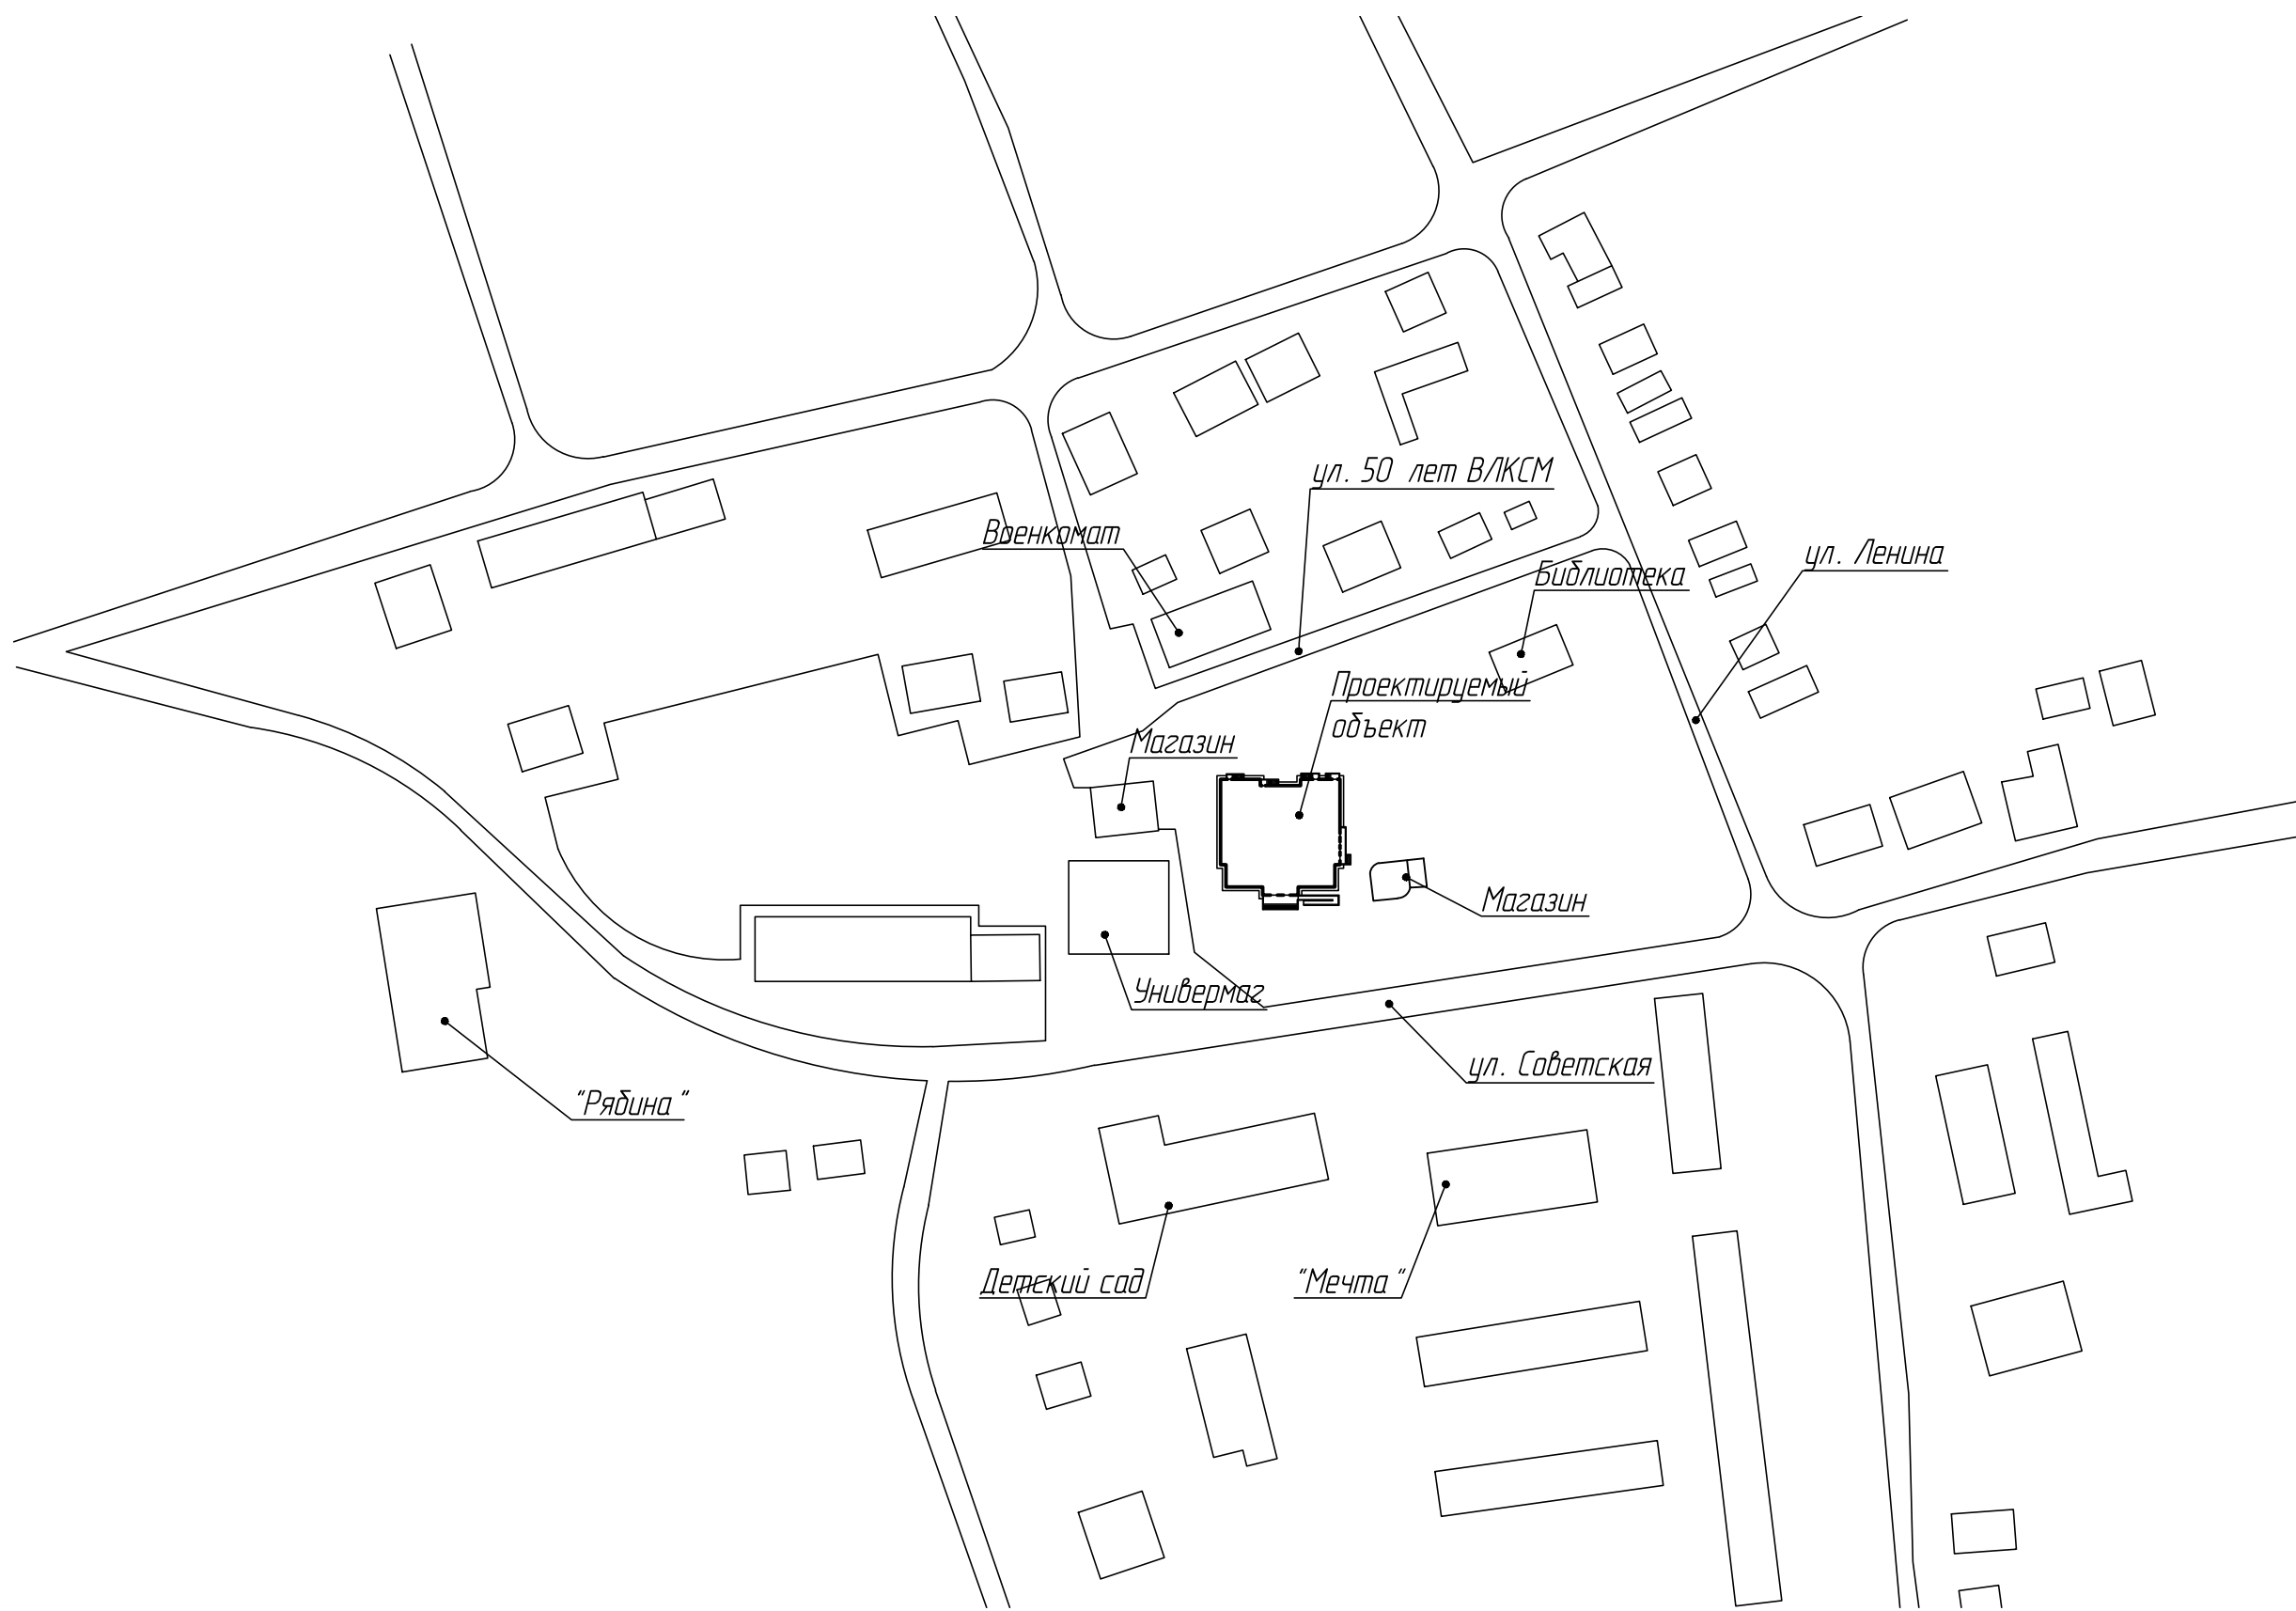 ул. 50 лет ВЛКСМ
Военкомат
ул. Ленина
Библиотека
Проектируемый
объект
Магазин
Магазин
Универмаг
ул. Советская
"Рябина"
Детский сад
"Мечта"